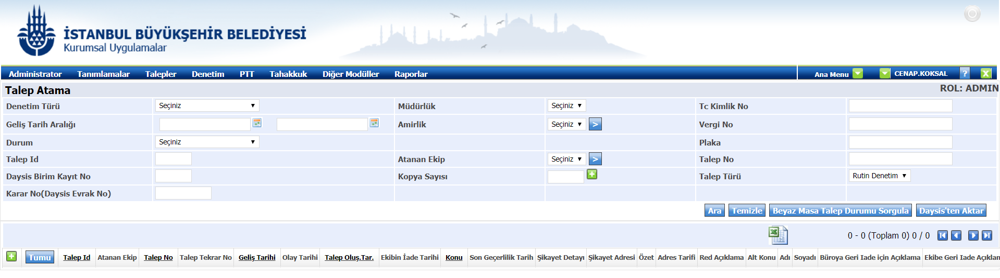 İSTANBUL BÜYÜKŞEHİR BELEDİYESİ
Kurumsal Uygulamalar
Administrator Tanımlamalar Talepler Denetim PTT Tahakkuk Diğer Modüller Raporlar Ana Menu CENAP.KOKSAL ? X
Talep Atama ROL: ADMIN
Denetim Türü Seçiniz Müdürlük Seçiniz Tc Kimlik No
Geliş Tarih Aralığı Amirlik Seçiniz > Vergi No
Durum Seçiniz Plaka
Talep Id Atanan Ekip Seçiniz > Talep No
Daysis Birim Kayıt No Kopya Sayısı Talep Türü Rutin Denetim
Karar No(Daysis Evrak No)
Ara Temizle Beyaz Masa Talep Durumu Sorgula Daysis'ten Aktar
0 - 0 (Toplam 0) 0 / 0
Tumu Talep Id Atanan Ekip Talep No Talep Tekrar No Geliş Tarihi Olay Tarihi Talep Oluş.Tar. Ekibin İade Tarihi Konu Son Geçerlilik Tarih Şikayet Detayı Şikayet Adresi Özet Adres Tarifi Red Açıklama Alt Konu Adı Soyadı Büroya Geri Iade için Açıklama Ekibe Geri Iade Açıklan